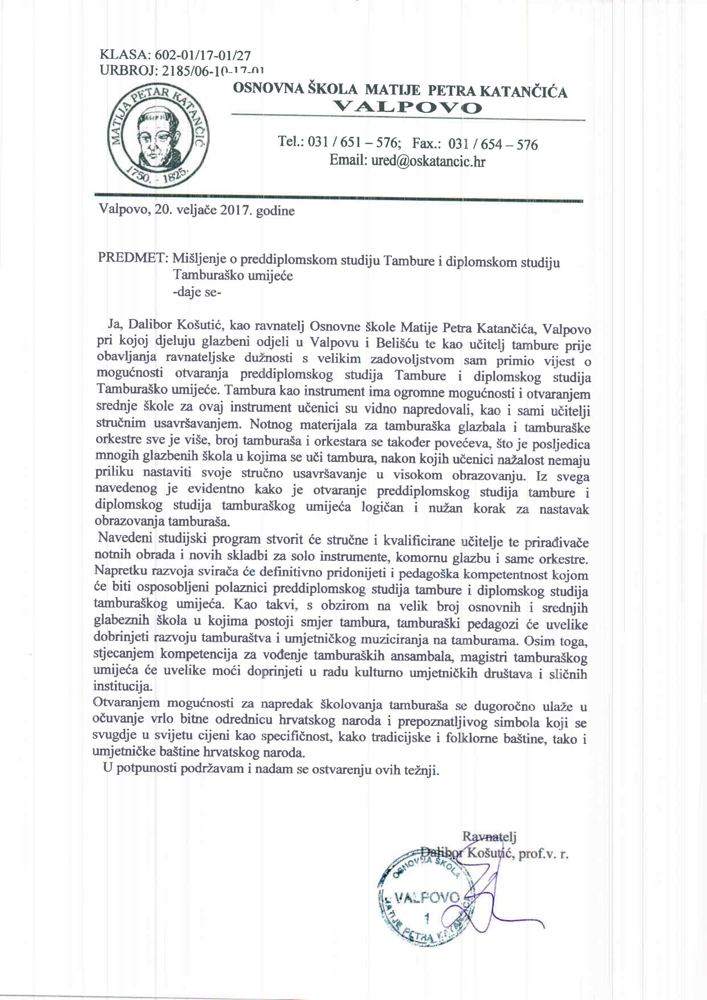 KLASA: 602-01/17-01/27
URBROJ: 2185/06-10-17-01
MATIJA PETAR KATANČIĆ
1750. - 1825.
OSNOVNA ŠKOLA MATIJE PETRA KATANČIĆA
VALPOVO
Tel.: 031 / 651 – 576; Fax.: 031 / 654 – 576
Email: ured@oskatancic.hr
Valpovo, 20. veljače 2017. godine
PREDMET: Mišljenje o preddiplomskom studiju Tambure i diplomskom studiju
Tamburaško umijeće
-daje se-
Ja, Dalibor Košutić, kao ravnatelj Osnovne škole Matije Petra Katančića, Valpovo
pri kojoj djeluju glazbeni odjeli u Valpovu i Belišću te kao učitelj tambure prije
obavljanja ravnateljske dužnosti s velikim zadovoljstvom sam primio vijest o
mogućnosti otvaranja preddiplomskog studija Tambure i diplomskog studija
Tamburaško umijeće. Tambura kao instrument ima ogromne mogućnosti i otvaranjem
srednje škole za ovaj instrument učenici su vidno napredovali, kao i sami učitelji
stručnim usavršavanjem. Notnog materijala za tamburaška glazbala i tamburaške
orkestre sve je više, broj tamburaša i orkestara se također povećeva, što je posljedica
mnogih glazbenih škola u kojima se uči tambura, nakon kojih učenici nažalost nemaju
priliku nastaviti svoje stručno usavršavanje u visokom obrazovanju. Iz svega
navedenog je evidentno kako je otvaranje preddiplomskog studija tambure i
diplomskog studija tamburaškog umijeća logičan i nužan korak za nastavak
obrazovanja tamburaša.
Navedeni studijski program stvorit će stručne i kvalificirane učitelje te prirađivače
notnih obrada i novih skladbi za solo instrumente, komornu glazbu i same orkestre.
Napretku razvoja svirača će definitivno pridonijeti i pedagoška kompetentnost kojom
će biti osposobljeni polaznici preddiplomskog studija tambure i diplomskog studija
tamburaškog umijeća. Kao takvi, s obzirom na velik broj osnovnih i srednjih
glabeznih škola u kojima postoji smjer tambura, tamburaški pedagozi će uvelike
dobrinjeti razvoju tamburaštva i umjetničkog muziciranja na tamburama. Osim toga,
stjecanjem kompetencija za vođenje tamburaških ansambala, magistri tamburaškog
umijeća će uvelike moći doprinjeti u radu kulturno umjetničkih društava i sličnih
institucija.
Otvaranjem mogućnosti za napredak školovanja tamburaša se dugoročno ulaže u
očuvanje vrlo bitne odrednicu hrvatskog naroda i prepoznatljivog simbola koji se
svugdje u svijetu cijeni kao specifičnost, kako tradicijske i folklorne baštine, tako i
umjetničke baštine hrvatskog naroda.
U potpunosti podržavam i nadam se ostvarenju ovih težnji.
Ravnatelj
Dalibor Košutić, prof.v. r.
OSNOVNA ŠKOLA
VALPOVO
1
MATIJE PETRA KATANČIĆA